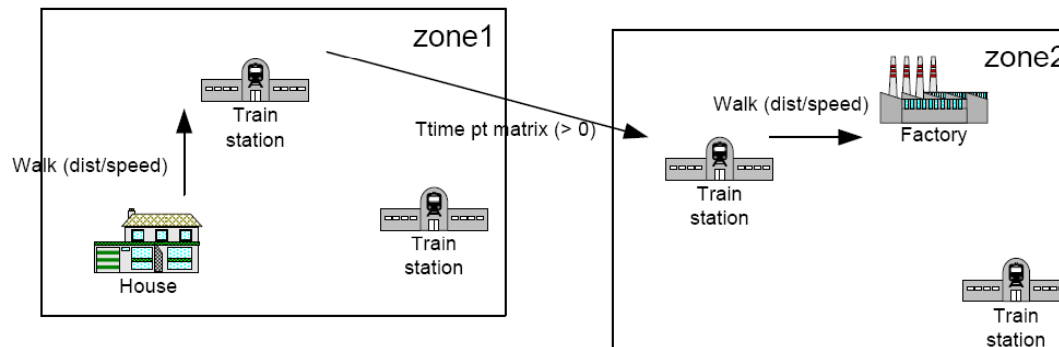 zone1
zone2
Train
station
Walk (dist/speed)
Factory
Ttime pt matrix (> 0)
Walk (dist/speed)
Train
station
Train
station
House
Train
station